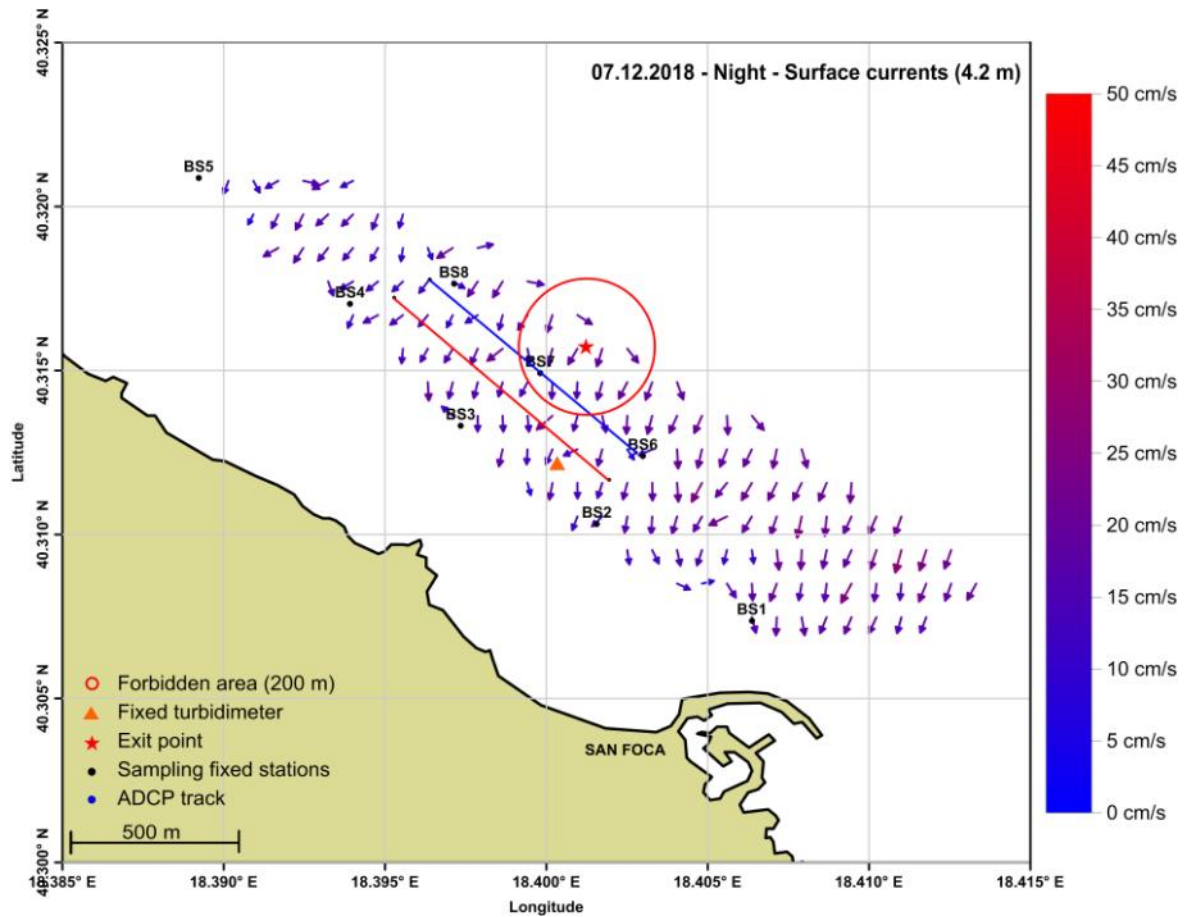 07.12.2018 - Night - Surface currents (4.2 m)
40.325° N
40.320° N
40.315° N
40.310° N
40.305° N
40.300° N
Latitude
BS5
BS8
BS4
BS7
BS3
BS6
BS2
BS1
SAN FOCA
Forbidden area (200 m)
Fixed turbidimeter
Exit point
Sampling fixed stations
ADCP track
500 m
18.385° E
18.390° E
18.395° E
18.400° E
18.405° E
18.410° E
18.415° E
Longitude
50 cm/s
45 cm/s
40 cm/s
35 cm/s
30 cm/s
25 cm/s
20 cm/s
15 cm/s
10 cm/s
5 cm/s
0 cm/s